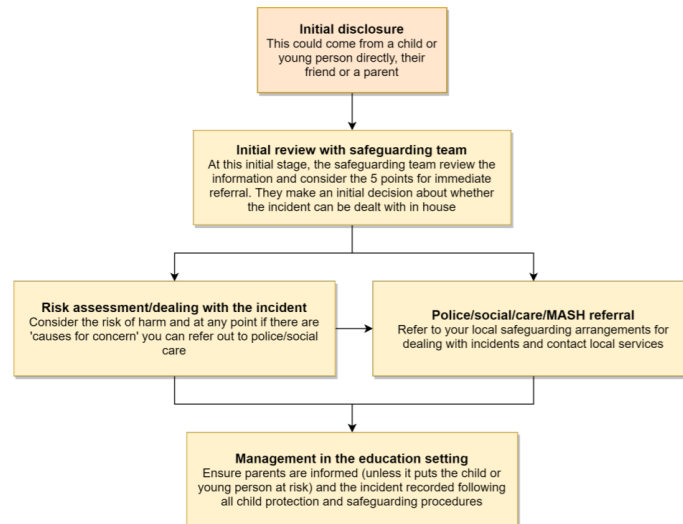 Initial disclosure
This could come from a child or
young person directly, their
friend or a parent
Initial review with safeguarding team
At this initial stage, the safeguarding team review the
information and consider the 5 points for immediate
referral. They make an initial decision about whether
the incident can be dealt with in house
Risk assessment/dealing with the incident
Consider the risk of harm and at any point if there are
'causes for concern' you can refer out to police/social
care
Police/social/care/MASH referral
Refer to your local safeguarding arrangements for
dealing with incidents and contact local services
Management in the education setting
Ensure parents are informed (unless it puts the child or
young person at risk) and the incident recorded following
all child protection and safeguarding procedures